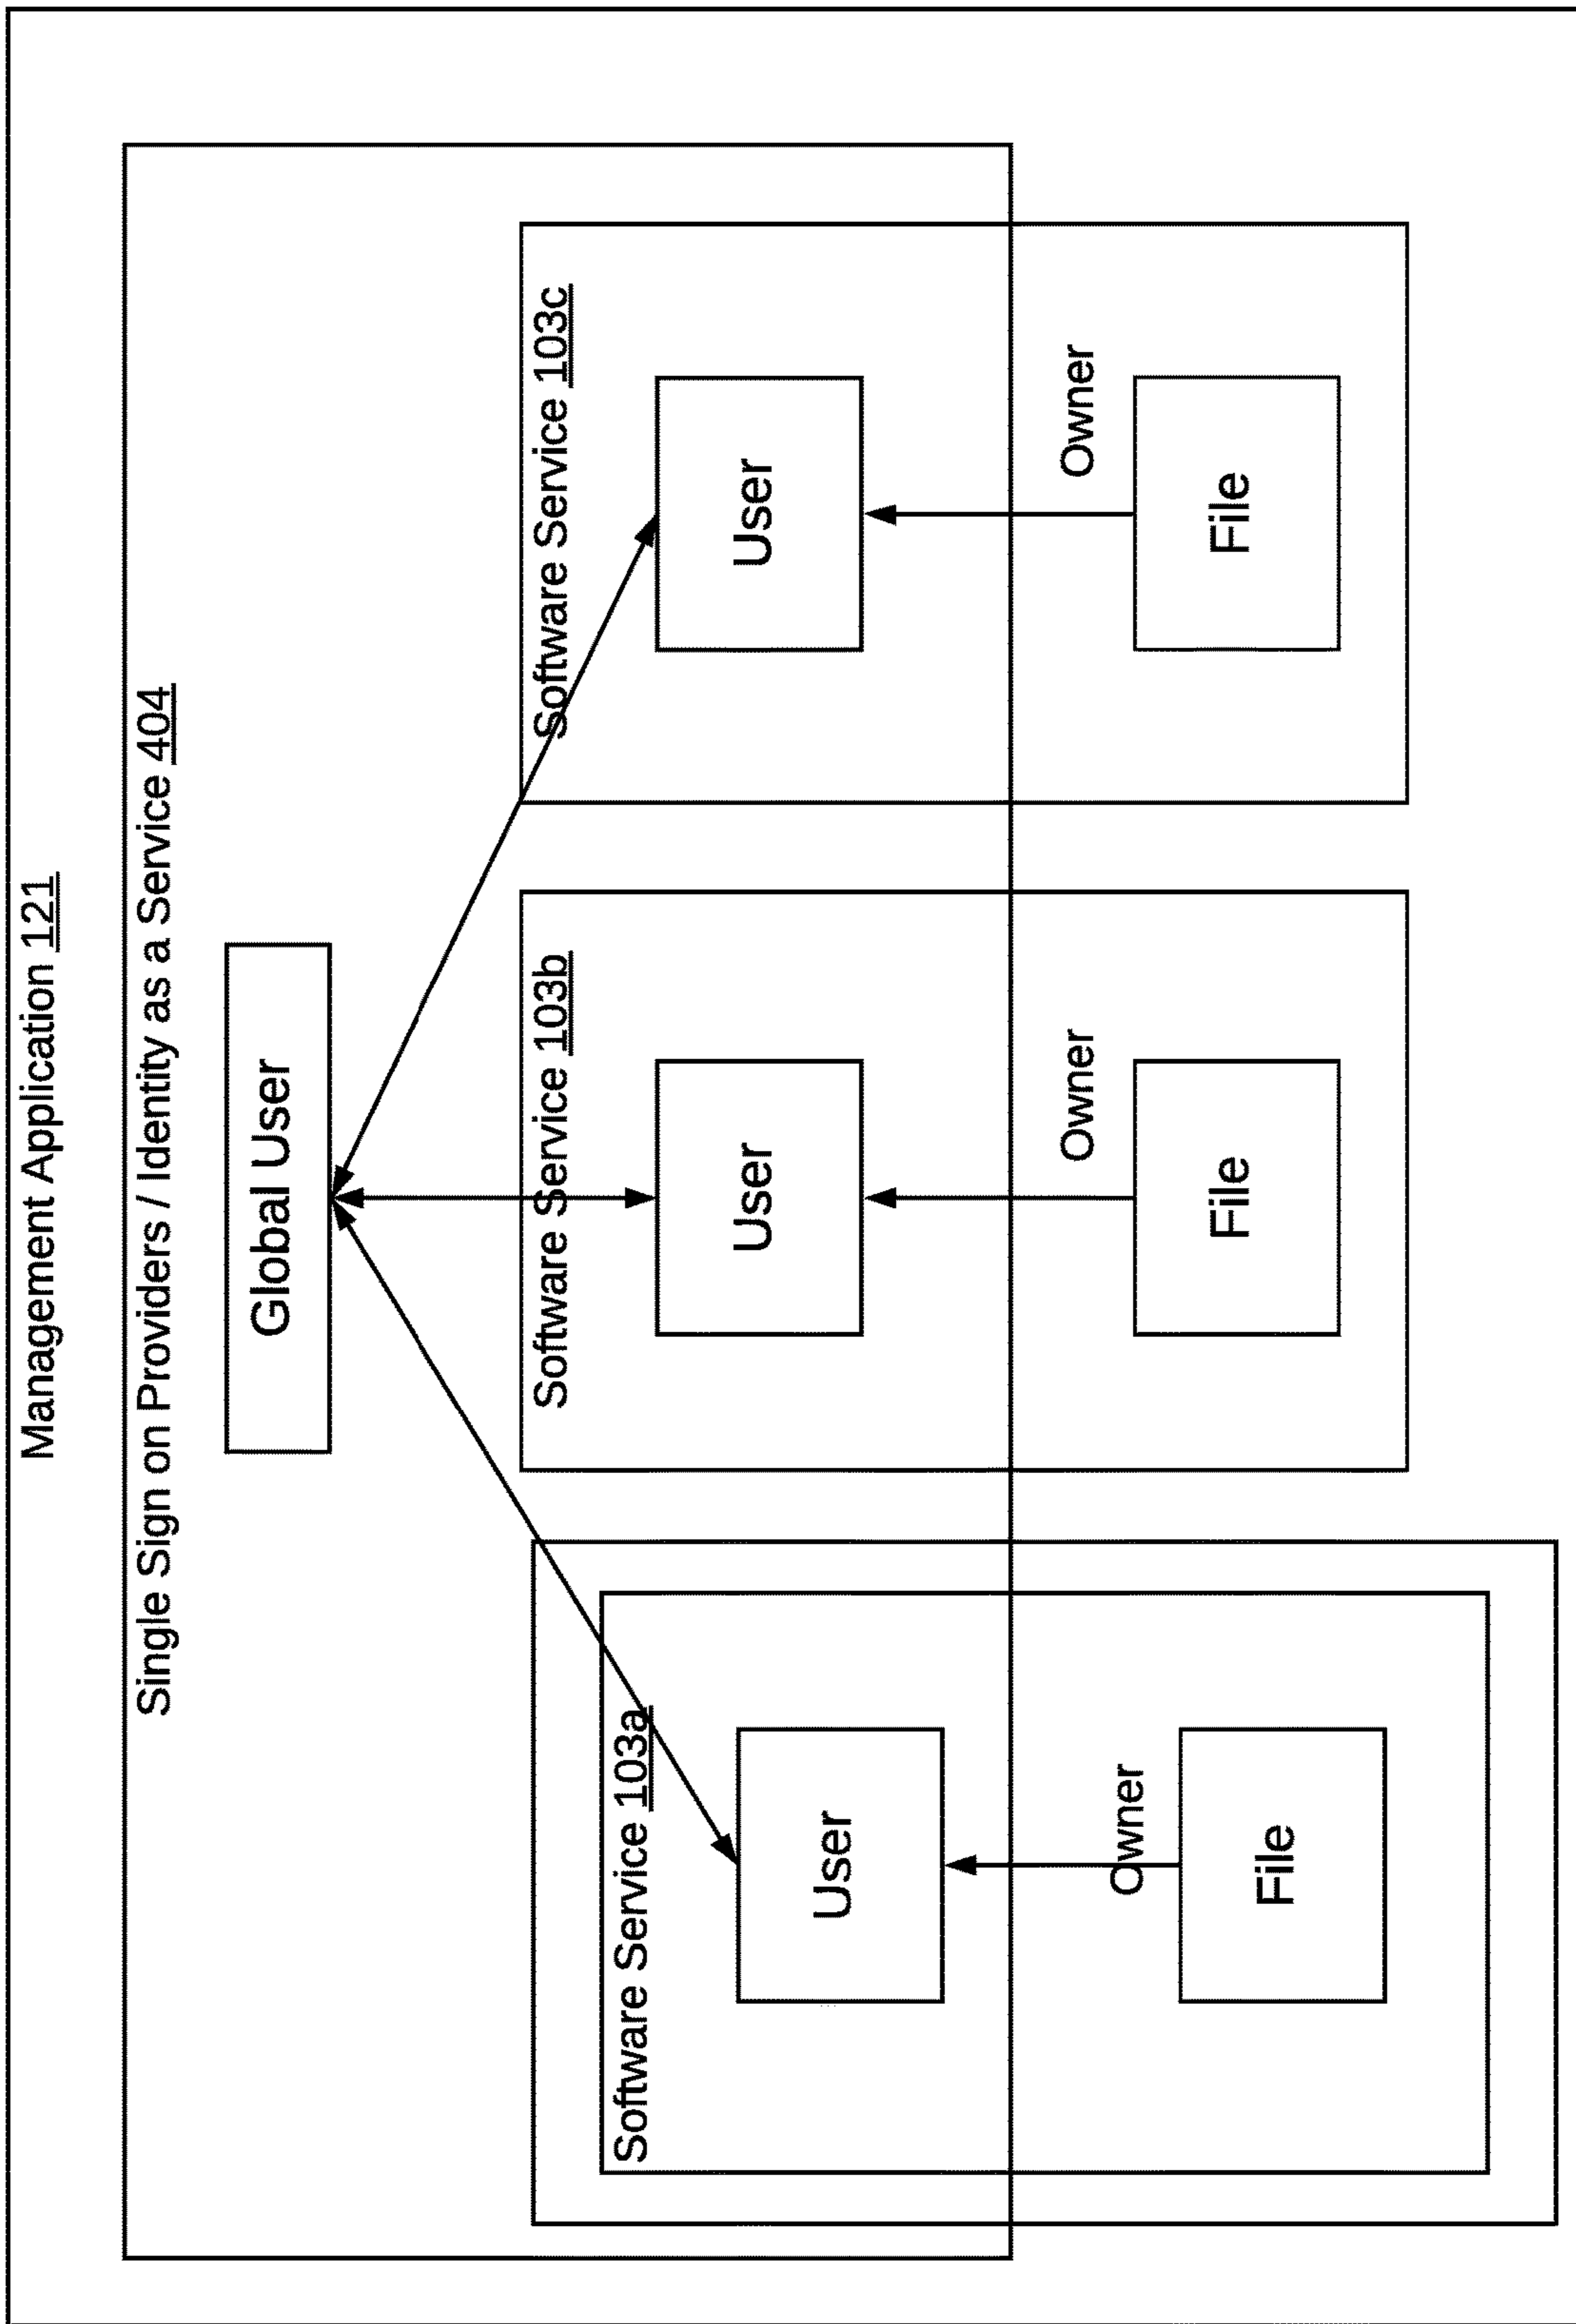 Management Application 121
Single Sign on Providers / Identity as a Service 404
Global User
Software Service 103a
User
Owner
File
Software Service 103b
User
Owner
File
Software Service 103c
User
Owner
File